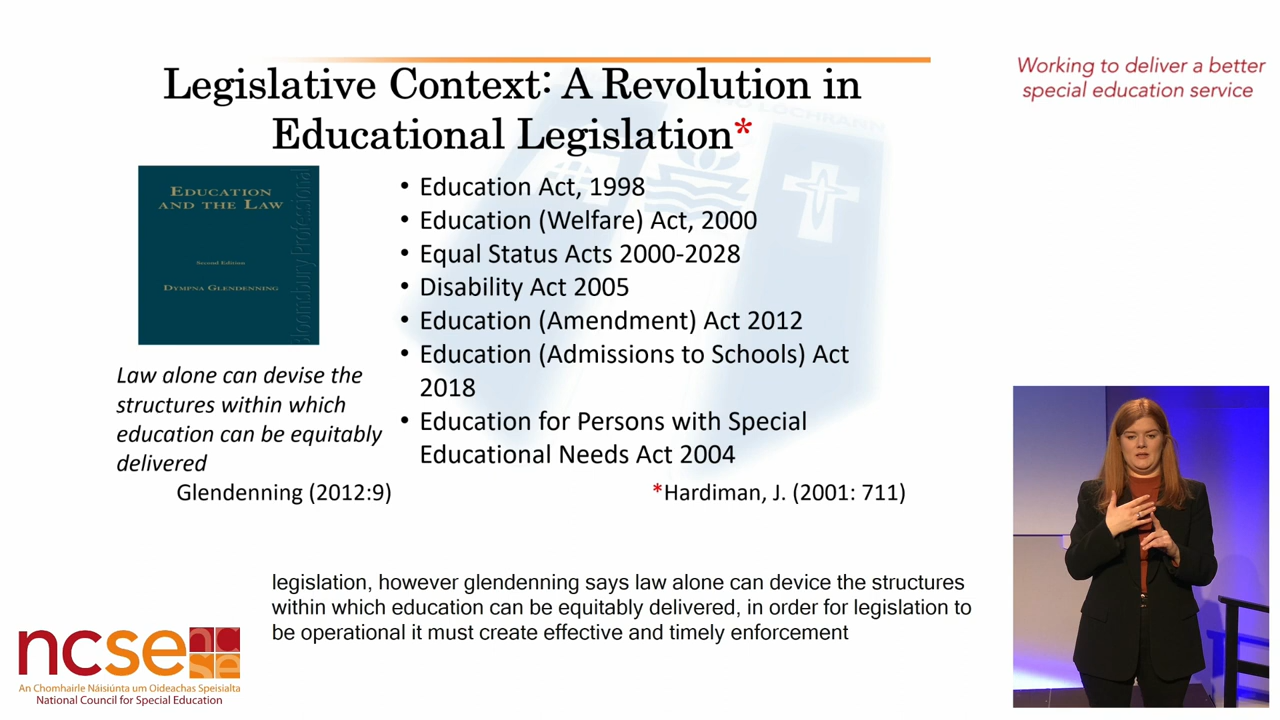 Legislative Context: A Revolution in
Educational Legislation*
Working to deliver a better
special education service
EDUCATION
AND THE LAW
Second Edition
DYMPNA GLENDENNING
Bloomsbury Professional
• Education Act, 1998
• Education (Welfare) Act, 2000
• Equal Status Acts 2000-2028
• Disability Act 2005
• Education (Amendment) Act 2012
• Education (Admissions to Schools) Act
2018
• Education for Persons with Special
Educational Needs Act 2004
Law alone can devise the
structures within which
education can be equitably
delivered
Glendenning (2012:9)
*Hardiman, J. (2001: 711)
legislation, however glendenning says law alone can device the structures
within which education can be equitably delivered, in order for legislation to
be operational it must create effective and timely enforcement
ncse
nc
se
An Chomhairle Náisiúnta um Oideachas Speisialta
National Council for Special Education